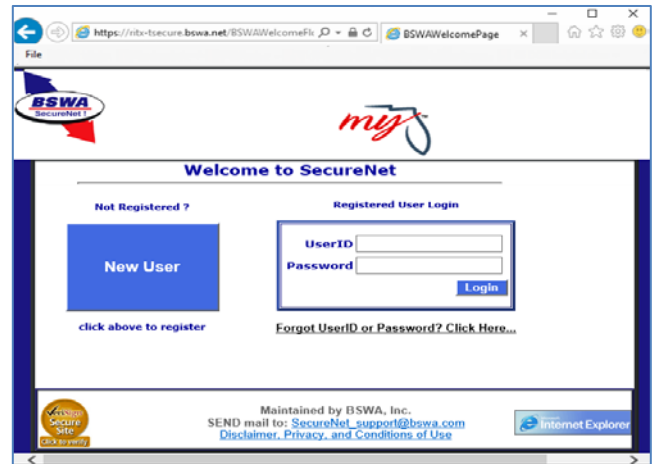 https://ritx-tsecure.bswa.net/BSWAWelcomeFl
BSWAWelcomePage
File
BSWA
SecureNet !
my
Welcome to SecureNet
Not Registered ?
Registered User Login
New User
UserID
Password
Login
click above to register
Forgot UserID or Password? Click Here...
VeriSign
Secure
Site
Click to verify
Maintained by BSWA, Inc.
SEND mail to: SecureNet_support@bswa.com
Disclaimer, Privacy, and Conditions of Use
Internet Explorer